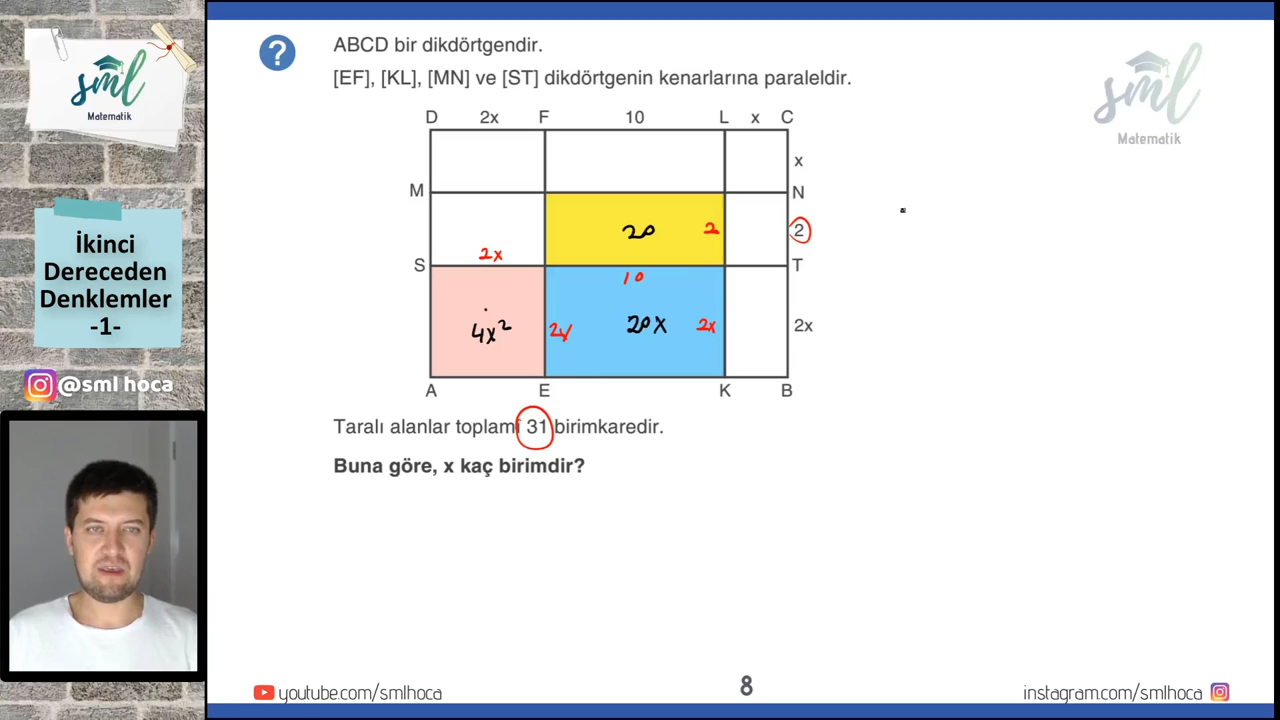 sml
Matematik
İkinci
Dereceden
Denklemler
-1-
@sml hoca
?
ABCD bir dikdörtgendir.
[EF], [KL], [MN] ve [ST] dikdörtgenin kenarlarına paraleldir.
sml
Matematik
D 2x F 10 L x C
x
M N
20 2 2
2x
S T
10
4x² 2x 20x 2x 2x
A E K B
Taralı alanlar toplamı 31 birimkaredir.
Buna göre, x kaç birimdir?
youtube.com/smlhoca
8
instagram.com/smlhoca